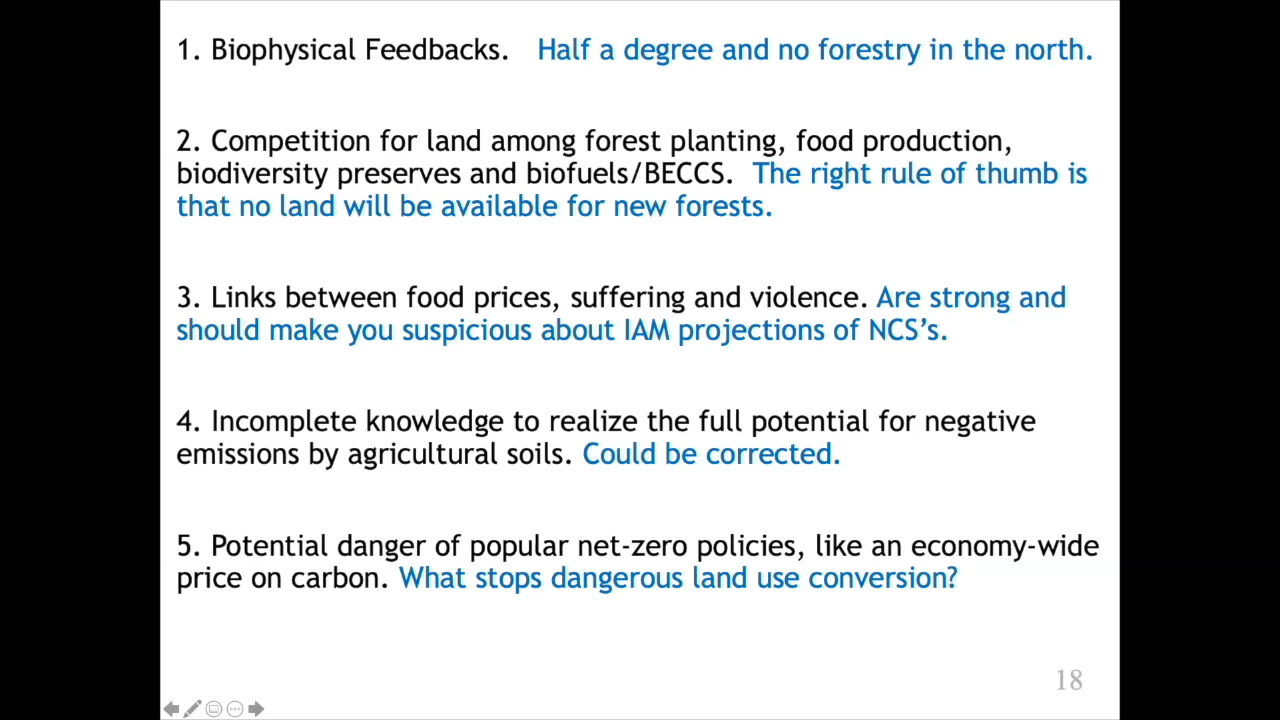 1. Biophysical Feedbacks. Half a degree and no forestry in the north.
2. Competition for land among forest planting, food production,
biodiversity preserves and biofuels/BECCS. The right rule of thumb is
that no land will be available for new forests.
3. Links between food prices, suffering and violence. Are strong and
should make you suspicious about IAM projections of NCS’s.
4. Incomplete knowledge to realize the full potential for negative
emissions by agricultural soils. Could be corrected.
5. Potential danger of popular net-zero policies, like an economy-wide
price on carbon. What stops dangerous land use conversion?
18